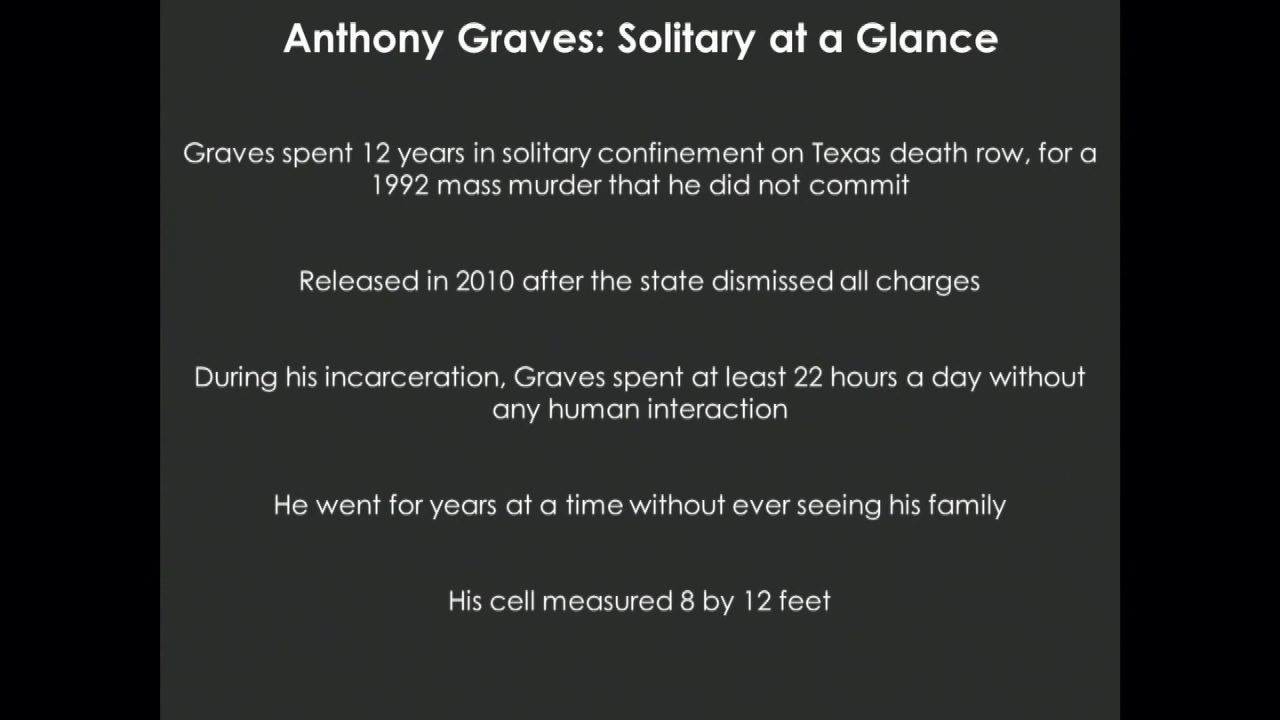 Anthony Graves: Solitary at a Glance
Graves spent 12 years in solitary confinement on Texas death row, for a
1992 mass murder that he did not commit
Released in 2010 after the state dismissed all charges
During his incarceration, Graves spent at least 22 hours a day without
any human interaction
He went for years at a time without ever seeing his family
His cell measured 8 by 12 feet